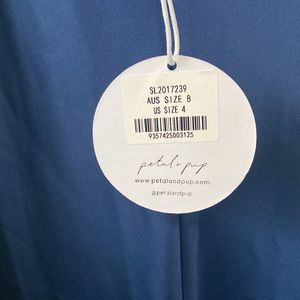 SL2017239
AUS SIZE 8
US SIZE 4
9357425003125
petal + pup
www.petalandpup.com
@petalandpup